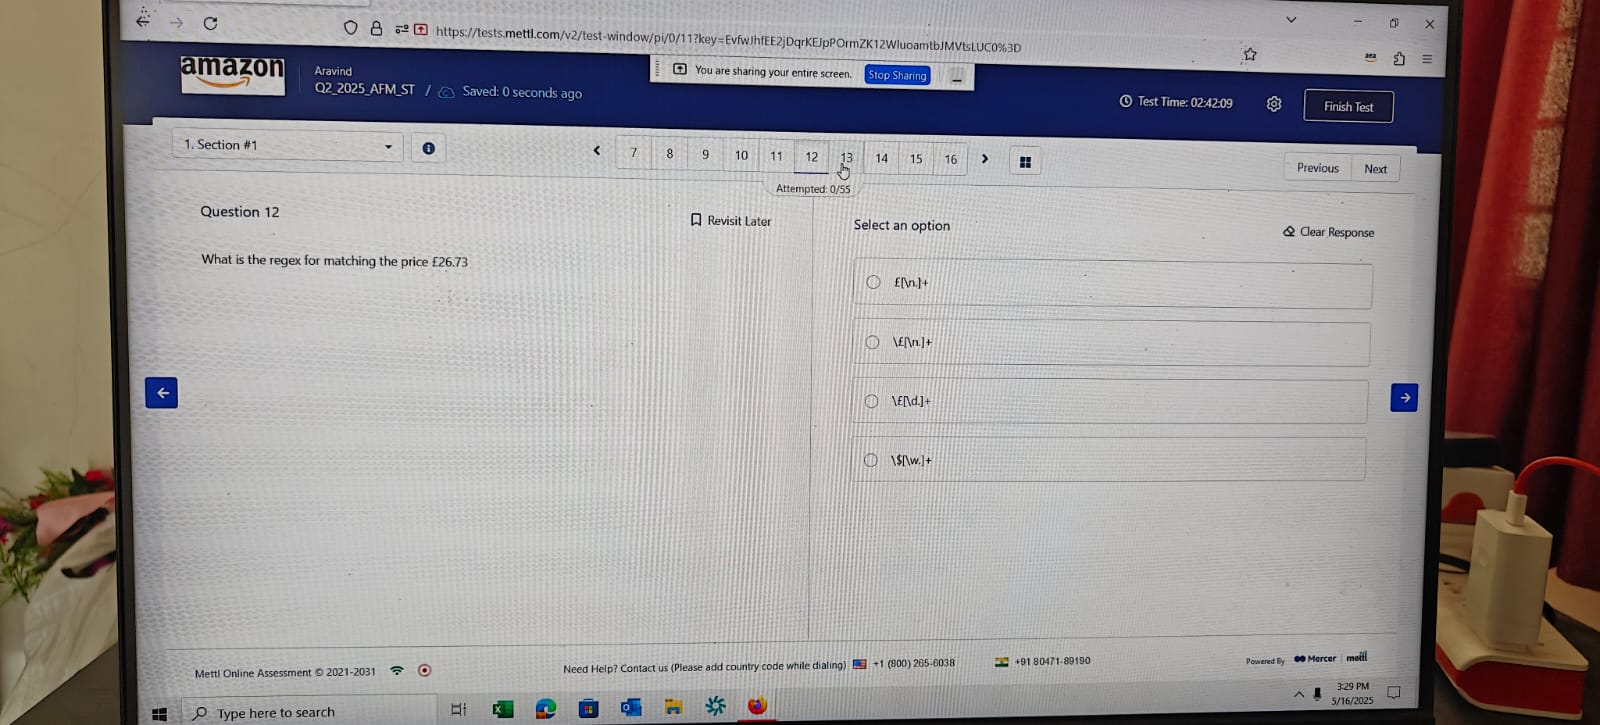 https://tests.mettl.com/v2/test-window/pi/0/11?key=EvfwJhfEE2jDqrKEJpPOrmZK12WluoamtbJMVtsLUC0%3D
You are sharing your entire screen. Stop Sharing
amazon
Aravind
Q2_2025_AFM_ST / Saved: 0 seconds ago
Test Time: 02:42:09
Finish Test
1. Section #1
7 8 9 10 11 12 13 14 15 16
Attempted: 0/55
Previous Next
Question 12
Revisit Later
What is the regex for matching the price £26.73
Select an option
Clear Response
£[\n.]+
\£[\n.]+
\£[\d.]+
\$[\w.]+
Mettl Online Assessment © 2021-2031
Need Help? Contact us (Please add country code while dialing) +1 (800) 265-6038 +91 80471-89190
Powered By Mercer | mettl
Type here to search
3:29 PM
5/16/2025